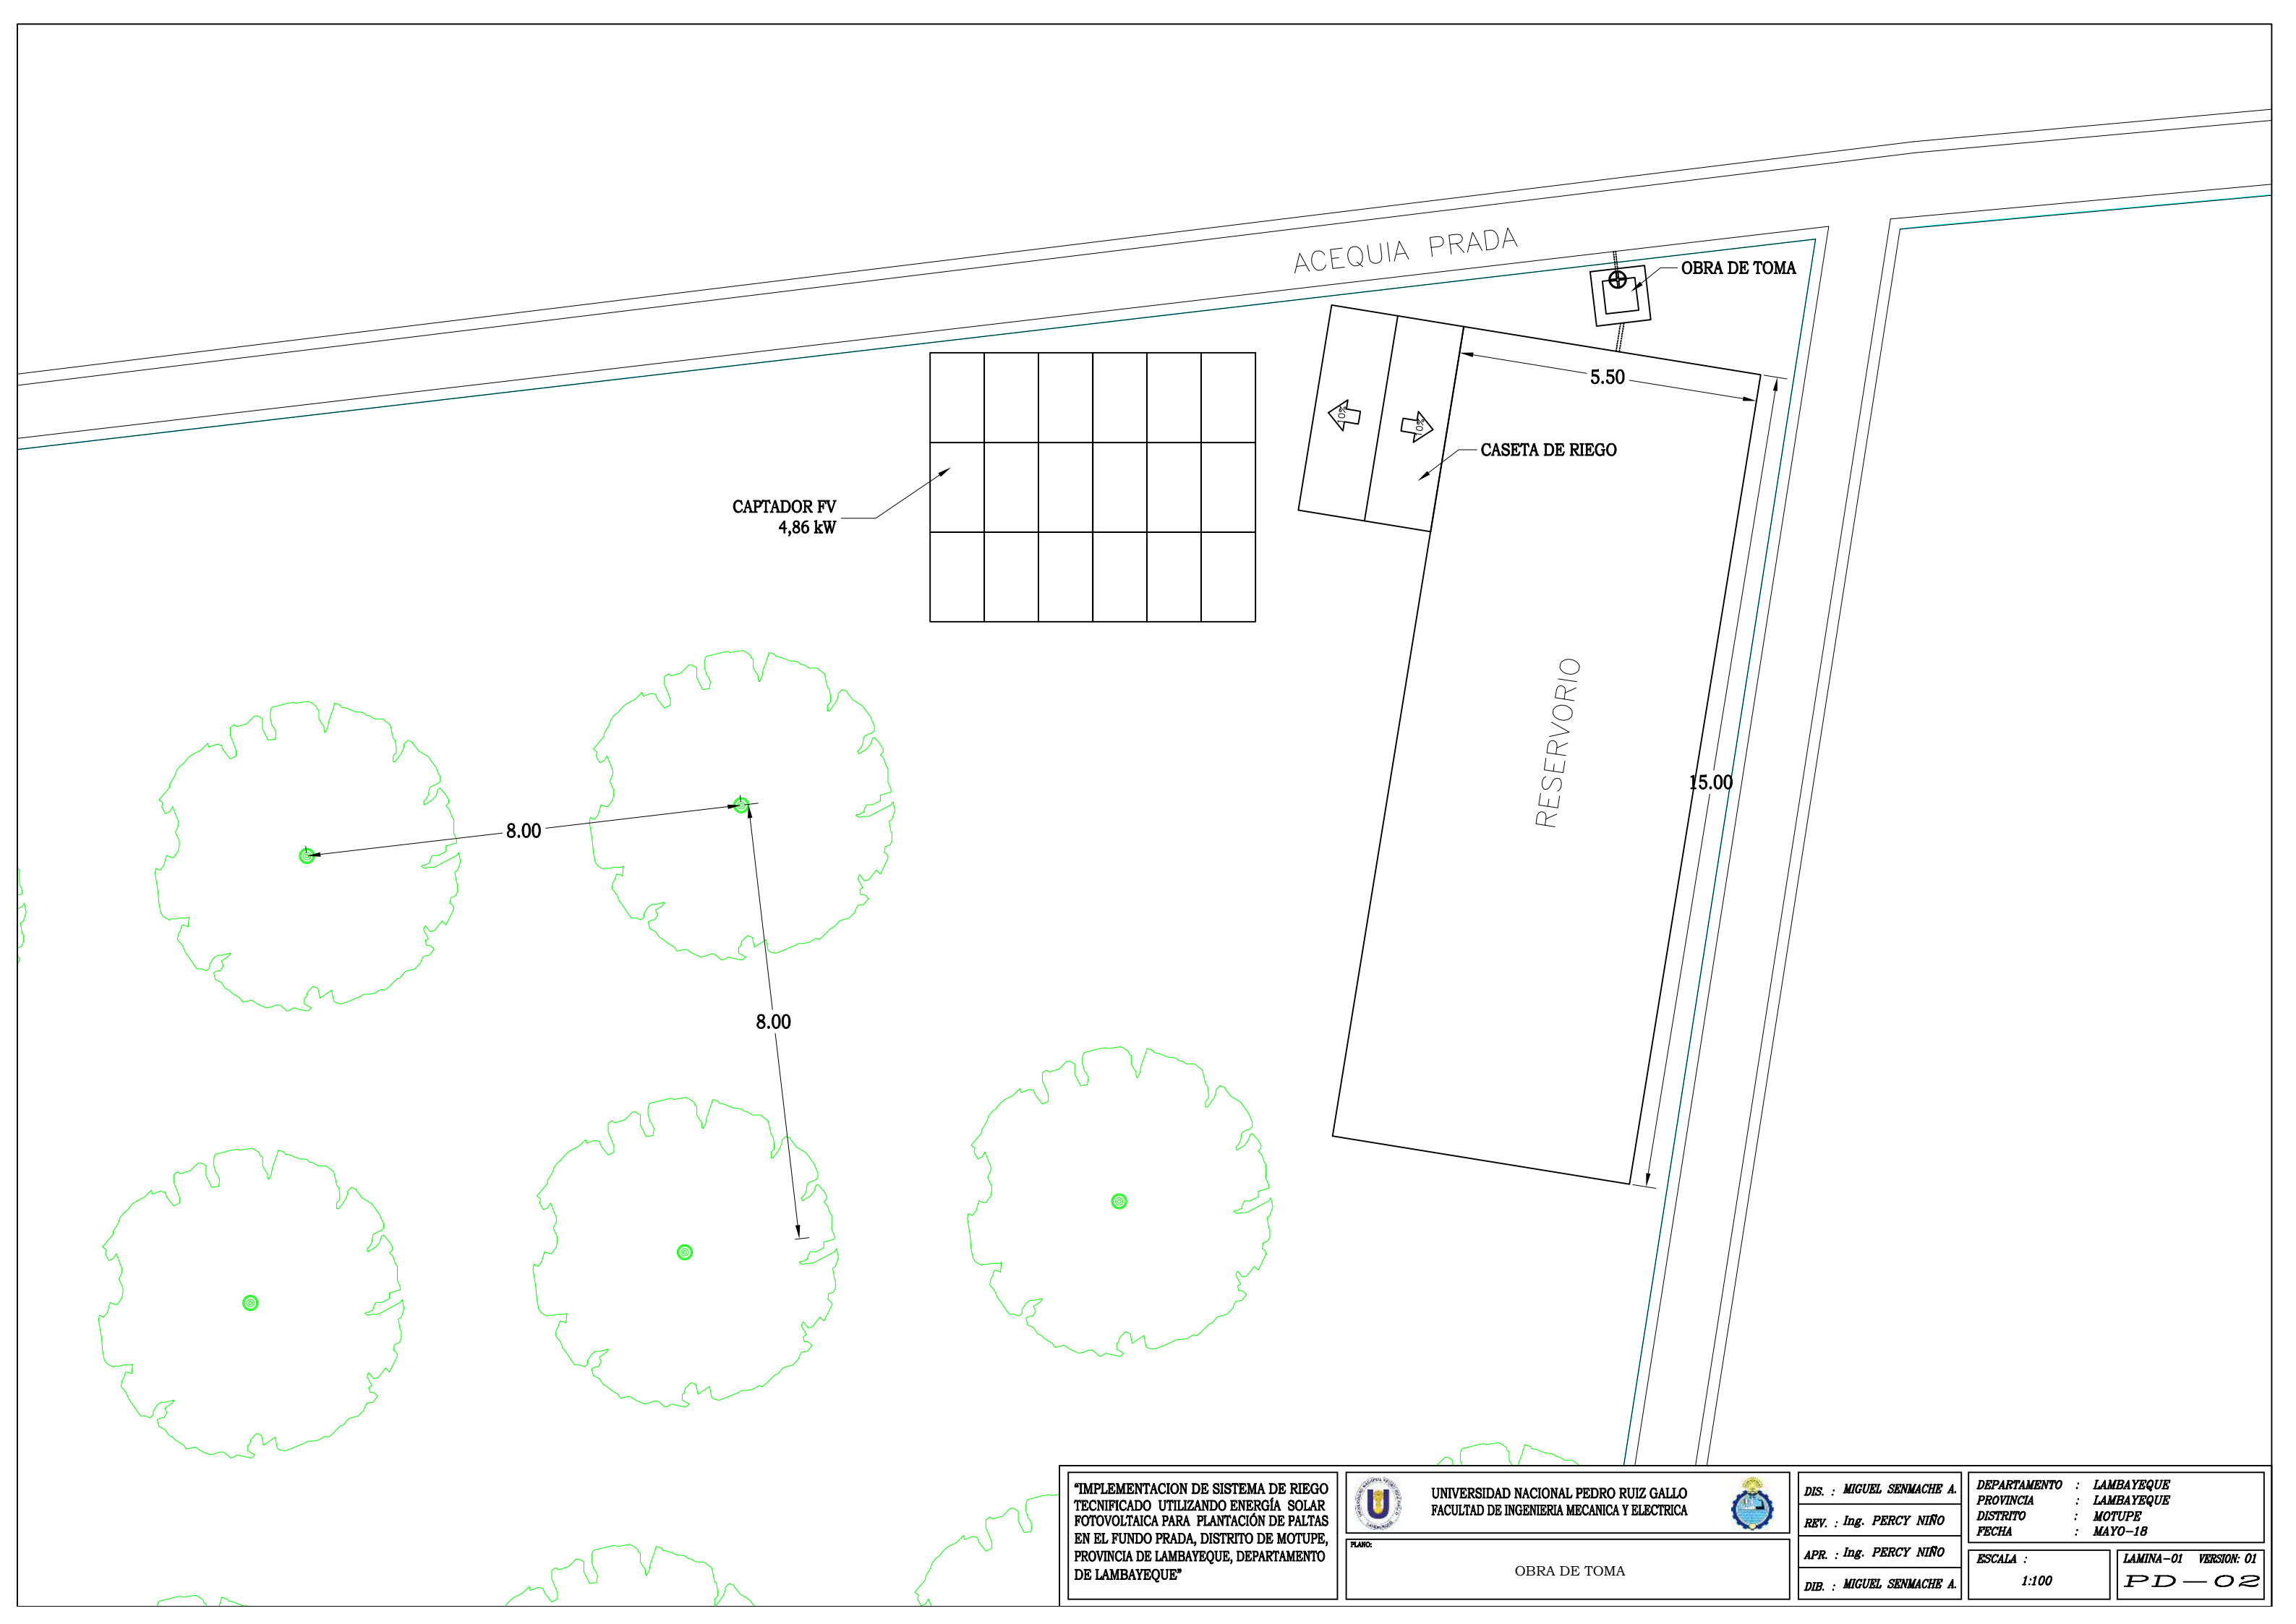 ACEQUIA PRADA
OBRA DE TOMA
5.50
10%
10%
CASETA DE RIEGO
CAPTADOR FV
4,86 kW
RESERVORIO
15.00
8.00
8.00
"IMPLEMENTACION DE SISTEMA DE RIEGO
TECNIFICADO UTILIZANDO ENERGÍA SOLAR
FOTOVOLTAICA PARA PLANTACIÓN DE PALTAS
EN EL FUNDO PRADA, DISTRITO DE MOTUPE,
PROVINCIA DE LAMBAYEQUE, DEPARTAMENTO
DE LAMBAYEQUE"
UNIVERSIDAD NACIONAL PEDRO RUIZ GALLO
FACULTAD DE INGENIERIA MECANICA Y ELECTRICA
PLANO:
OBRA DE TOMA
DIS. : MIGUEL SENMACHE A.
REV. : Ing. PERCY NIÑO
APR. : Ing. PERCY NIÑO
DIB. : MIGUEL SENMACHE A.
DEPARTAMENTO : LAMBAYEQUE
PROVINCIA : LAMBAYEQUE
DISTRITO : MOTUPE
FECHA : MAYO-18
ESCALA :
1:100
LAMINA-01 VERSION: 01
PD-02